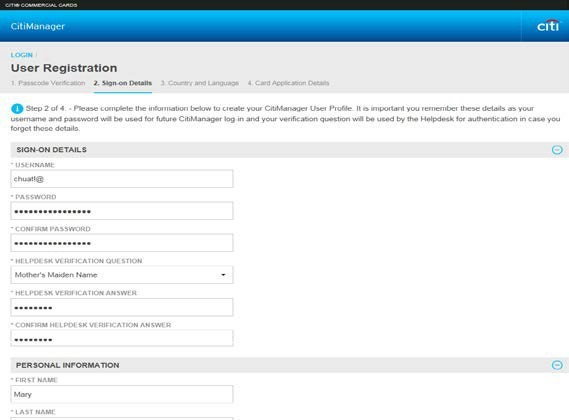 CITI® COMMERCIAL CARDS
CitiManager
citi
LOGIN /
User Registration
1. Passcode Verification 2. Sign-on Details 3. Country and Language 4. Card Application Details
Step 2 of 4. - Please complete the information below to create your CitiManager User Profile. It is important you remember these details as your
username and password will be used for future CitiManager log in and your verification question will be used by the Helpdesk for authentication in case you
forget these details.
SIGN-ON DETAILS
* USERNAME
* PASSWORD
* CONFIRM PASSWORD
* HELPDESK VERIFICATION QUESTION
Mother's Maiden Name
* HELPDESK VERIFICATION ANSWER
* CONFIRM HELPDESK VERIFICATION ANSWER
PERSONAL INFORMATION
* FIRST NAME
Mary
* LAST NAME